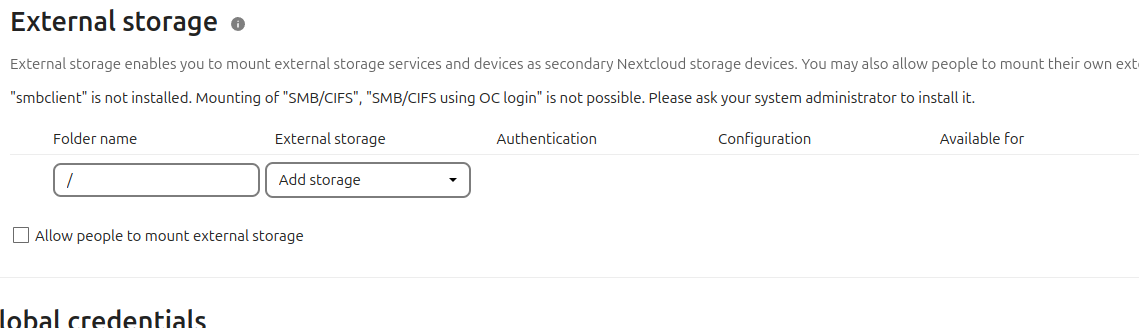 External storage
External storage enables you to mount external storage services and devices as secondary Nextcloud storage devices. You may also allow people to mount their own
"smbclient" is not installed. Mounting of "SMB/CIFS", "SMB/CIFS using OC login" is not possible. Please ask your system administrator to install it.
Folder name External storage Authentication Configuration Available for
/ Add storage
Allow people to mount external storage
lobal credentials